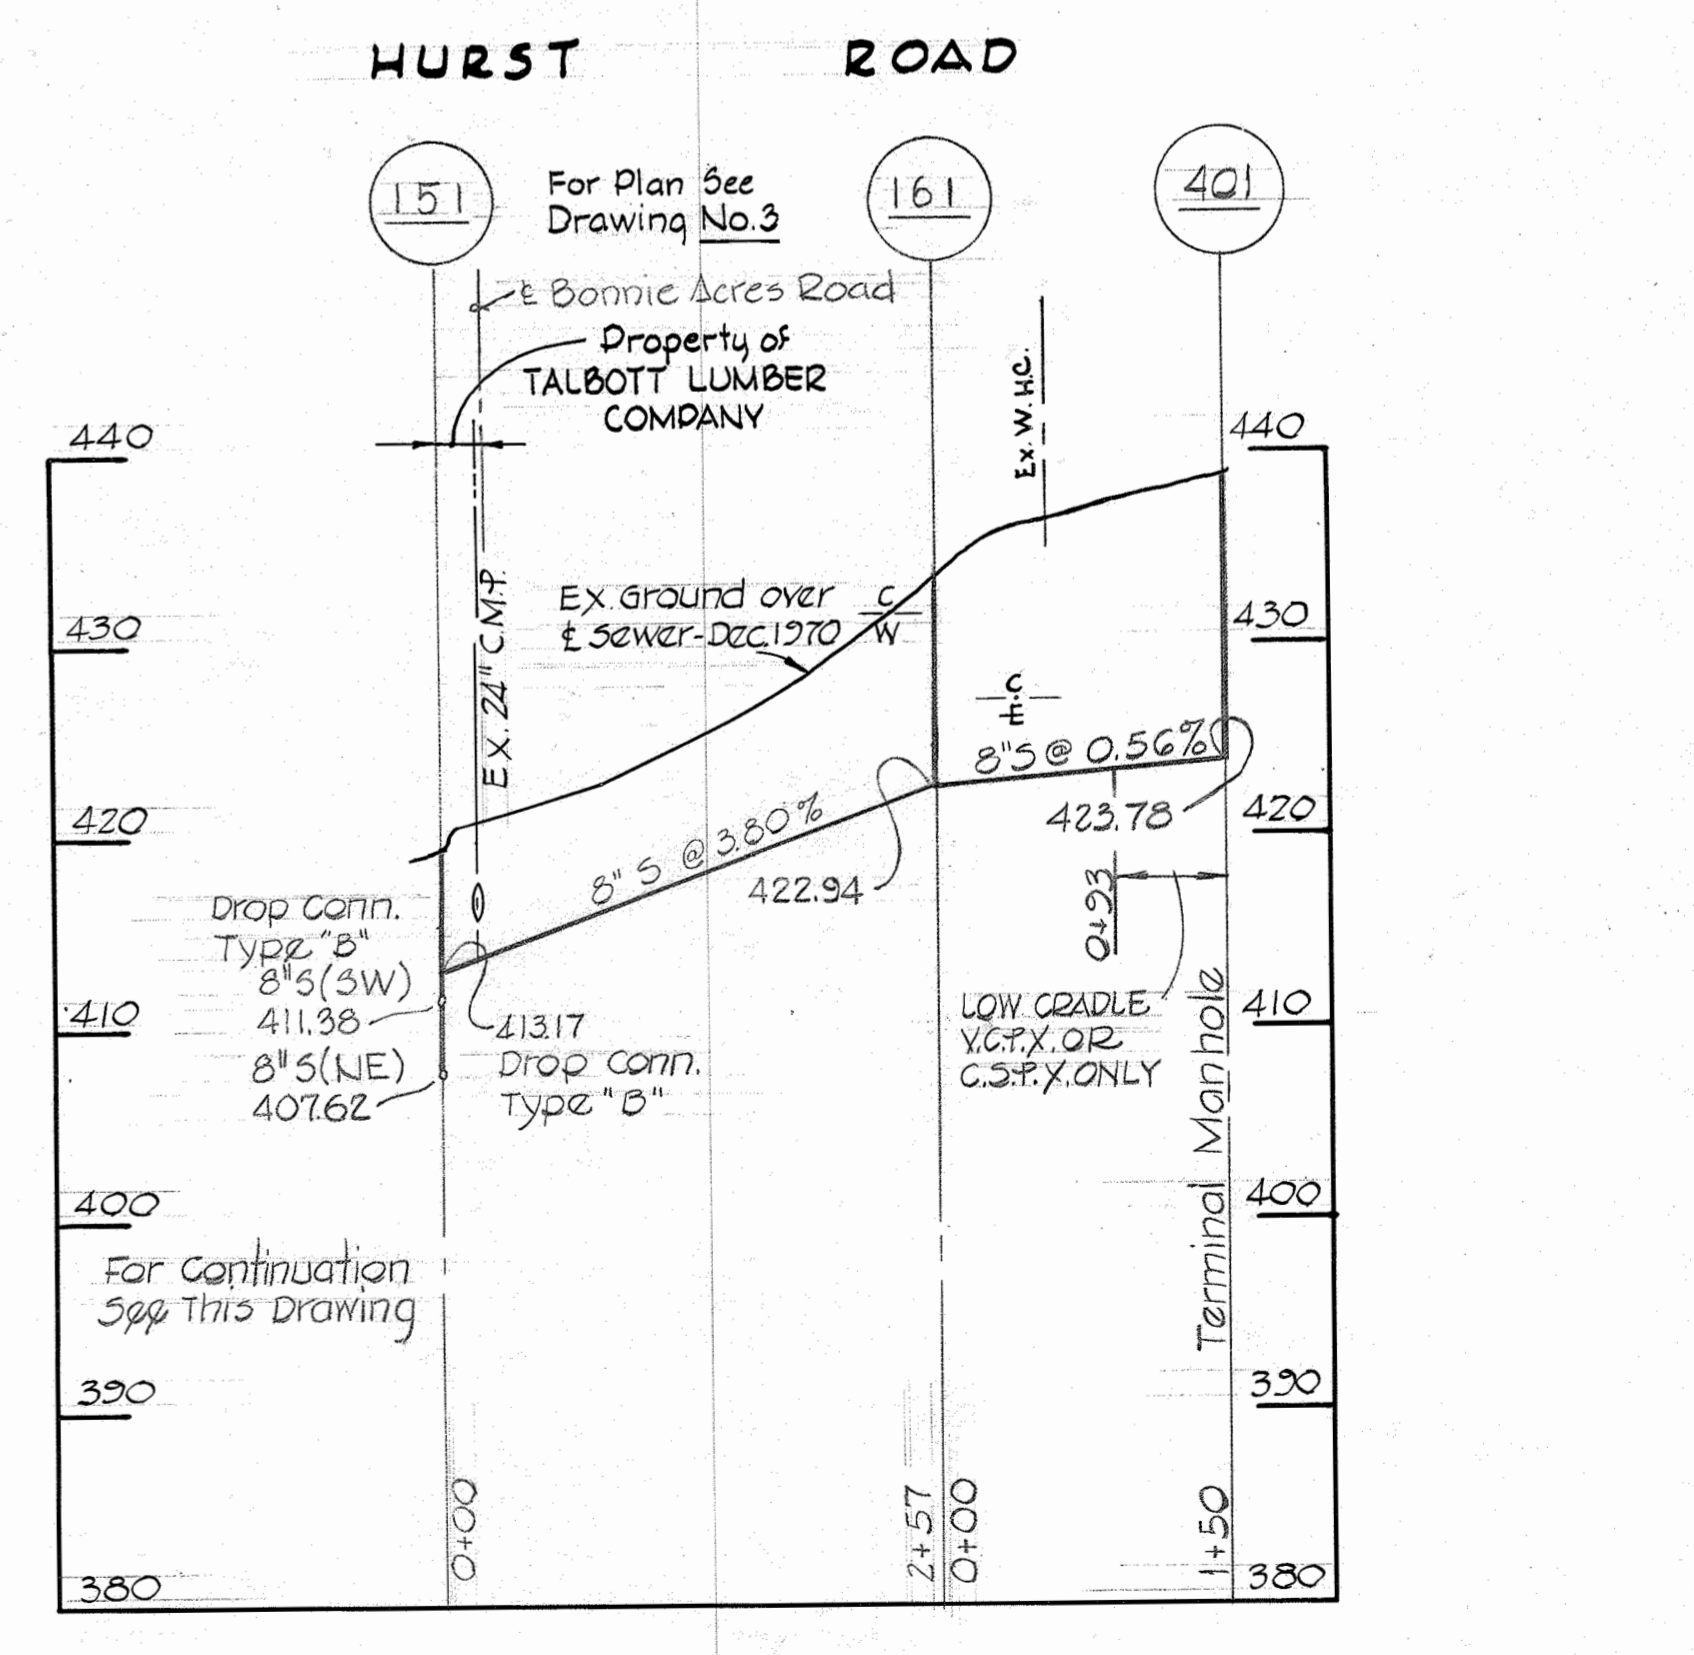 HURST ROAD
151
For Plan See
Drawing No.3
161
401
℄ Bonnie Acres Road
Property of
TALBOTT LUMBER
COMPANY
Ex. W.H.C.
440
440
430
430
EX. 24" C.M.P.
Ex. Ground over
℄ Sewer-Dec.1970
C
W
C
H
8"S @ 0.56%
423.78
420
420
8" S @ 3.80%
422.94
0+93
Drop Conn.
Type "B"
8"S(SW)
411.38
8"S(NE)
407.62
413.17
Drop Conn.
Type "B"
410
410
LOW CRADLE
V.C.P.X. OR
C.S.P.X. ONLY
Terminal Manhole
400
400
For Continuation
See This Drawing
390
390
0+00
2+57
0+00
1+50
380
380